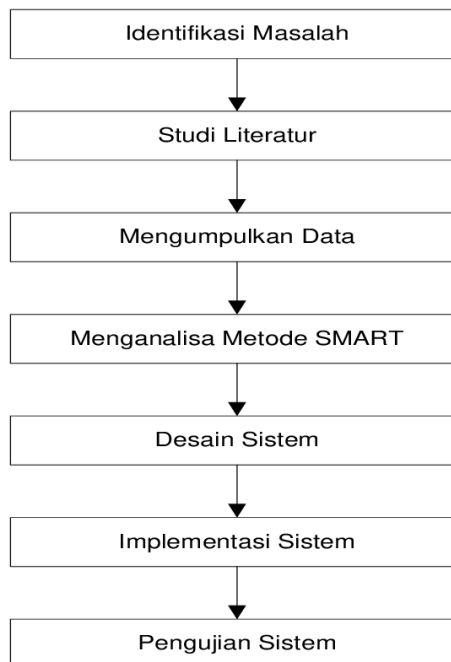 Identifikasi Masalah
Studi Literatur
Mengumpulkan Data
Menganalisa Metode SMART
Desain Sistem
Implementasi Sistem
Pengujian Sistem